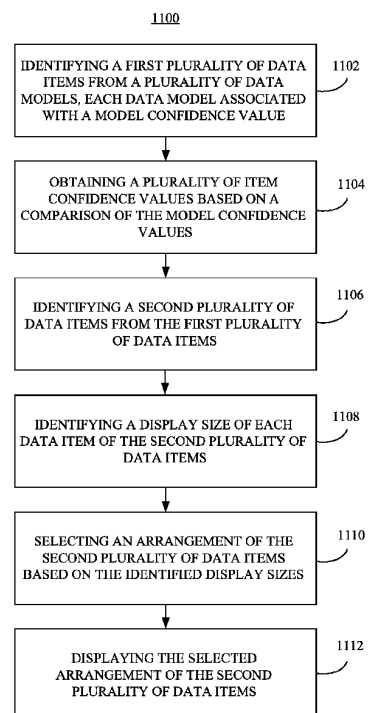 1100
IDENTIFYING A FIRST PLURALITY OF DATA
ITEMS FROM A PLURALITY OF DATA
MODELS, EACH DATA MODEL ASSOCIATED
WITH A MODEL CONFIDENCE VALUE
1102
OBTAINING A PLURALITY OF ITEM
CONFIDENCE VALUES BASED ON A
COMPARISON OF THE MODEL CONFIDENCE
VALUES
1104
IDENTIFYING A SECOND PLURALITY OF
DATA ITEMS FROM THE FIRST PLURALITY
OF DATA ITEMS
1106
IDENTIFYING A DISPLAY SIZE OF EACH
DATA ITEM OF THE SECOND PLURALITY OF
DATA ITEMS
1108
SELECTING AN ARRANGEMENT OF THE
SECOND PLURALITY OF DATA ITEMS
BASED ON THE IDENTIFIED DISPLAY SIZES
1110
DISPLAYING THE SELECTED
ARRANGEMENT OF THE SECOND
PLURALITY OF DATA ITEMS
1112